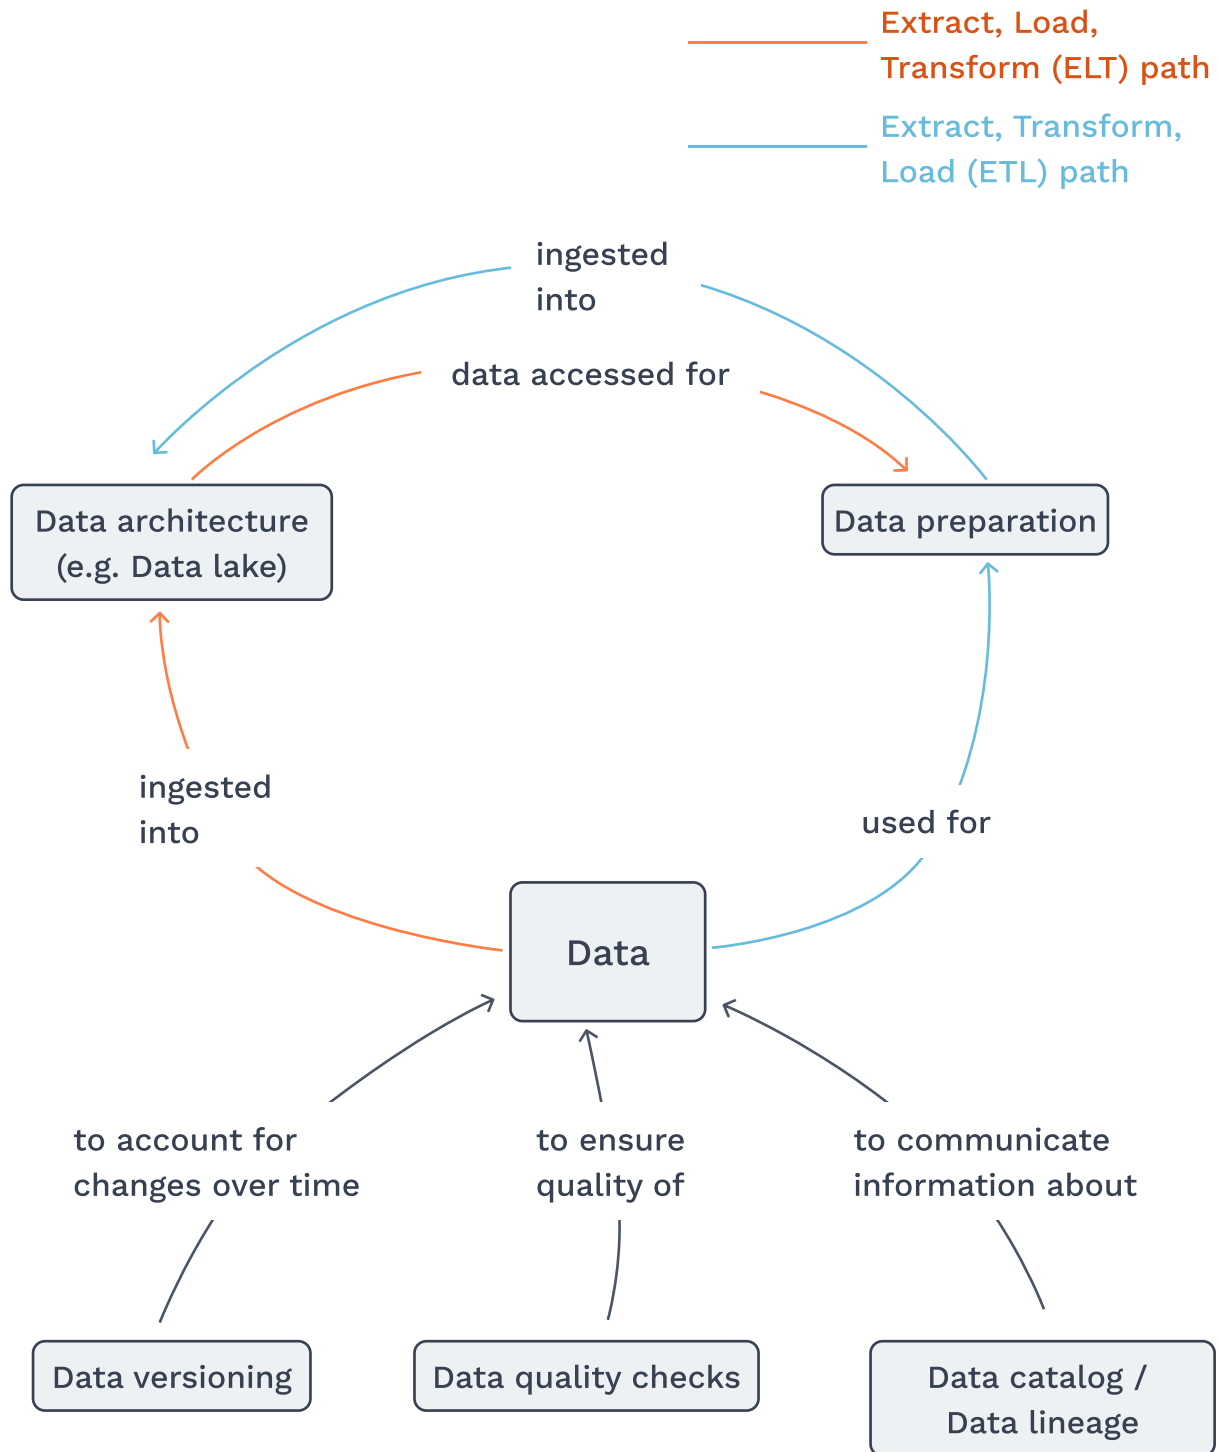 Extract, Load,
Transform (ELT) path
Extract, Transform,
Load (ETL) path
ingested
into
data accessed for
Data architecture
(e.g. Data lake)
Data preparation
ingested
into
used for
Data
to account for
changes over time
to ensure
quality of
to communicate
information about
Data versioning
Data quality checks
Data catalog /
Data lineage